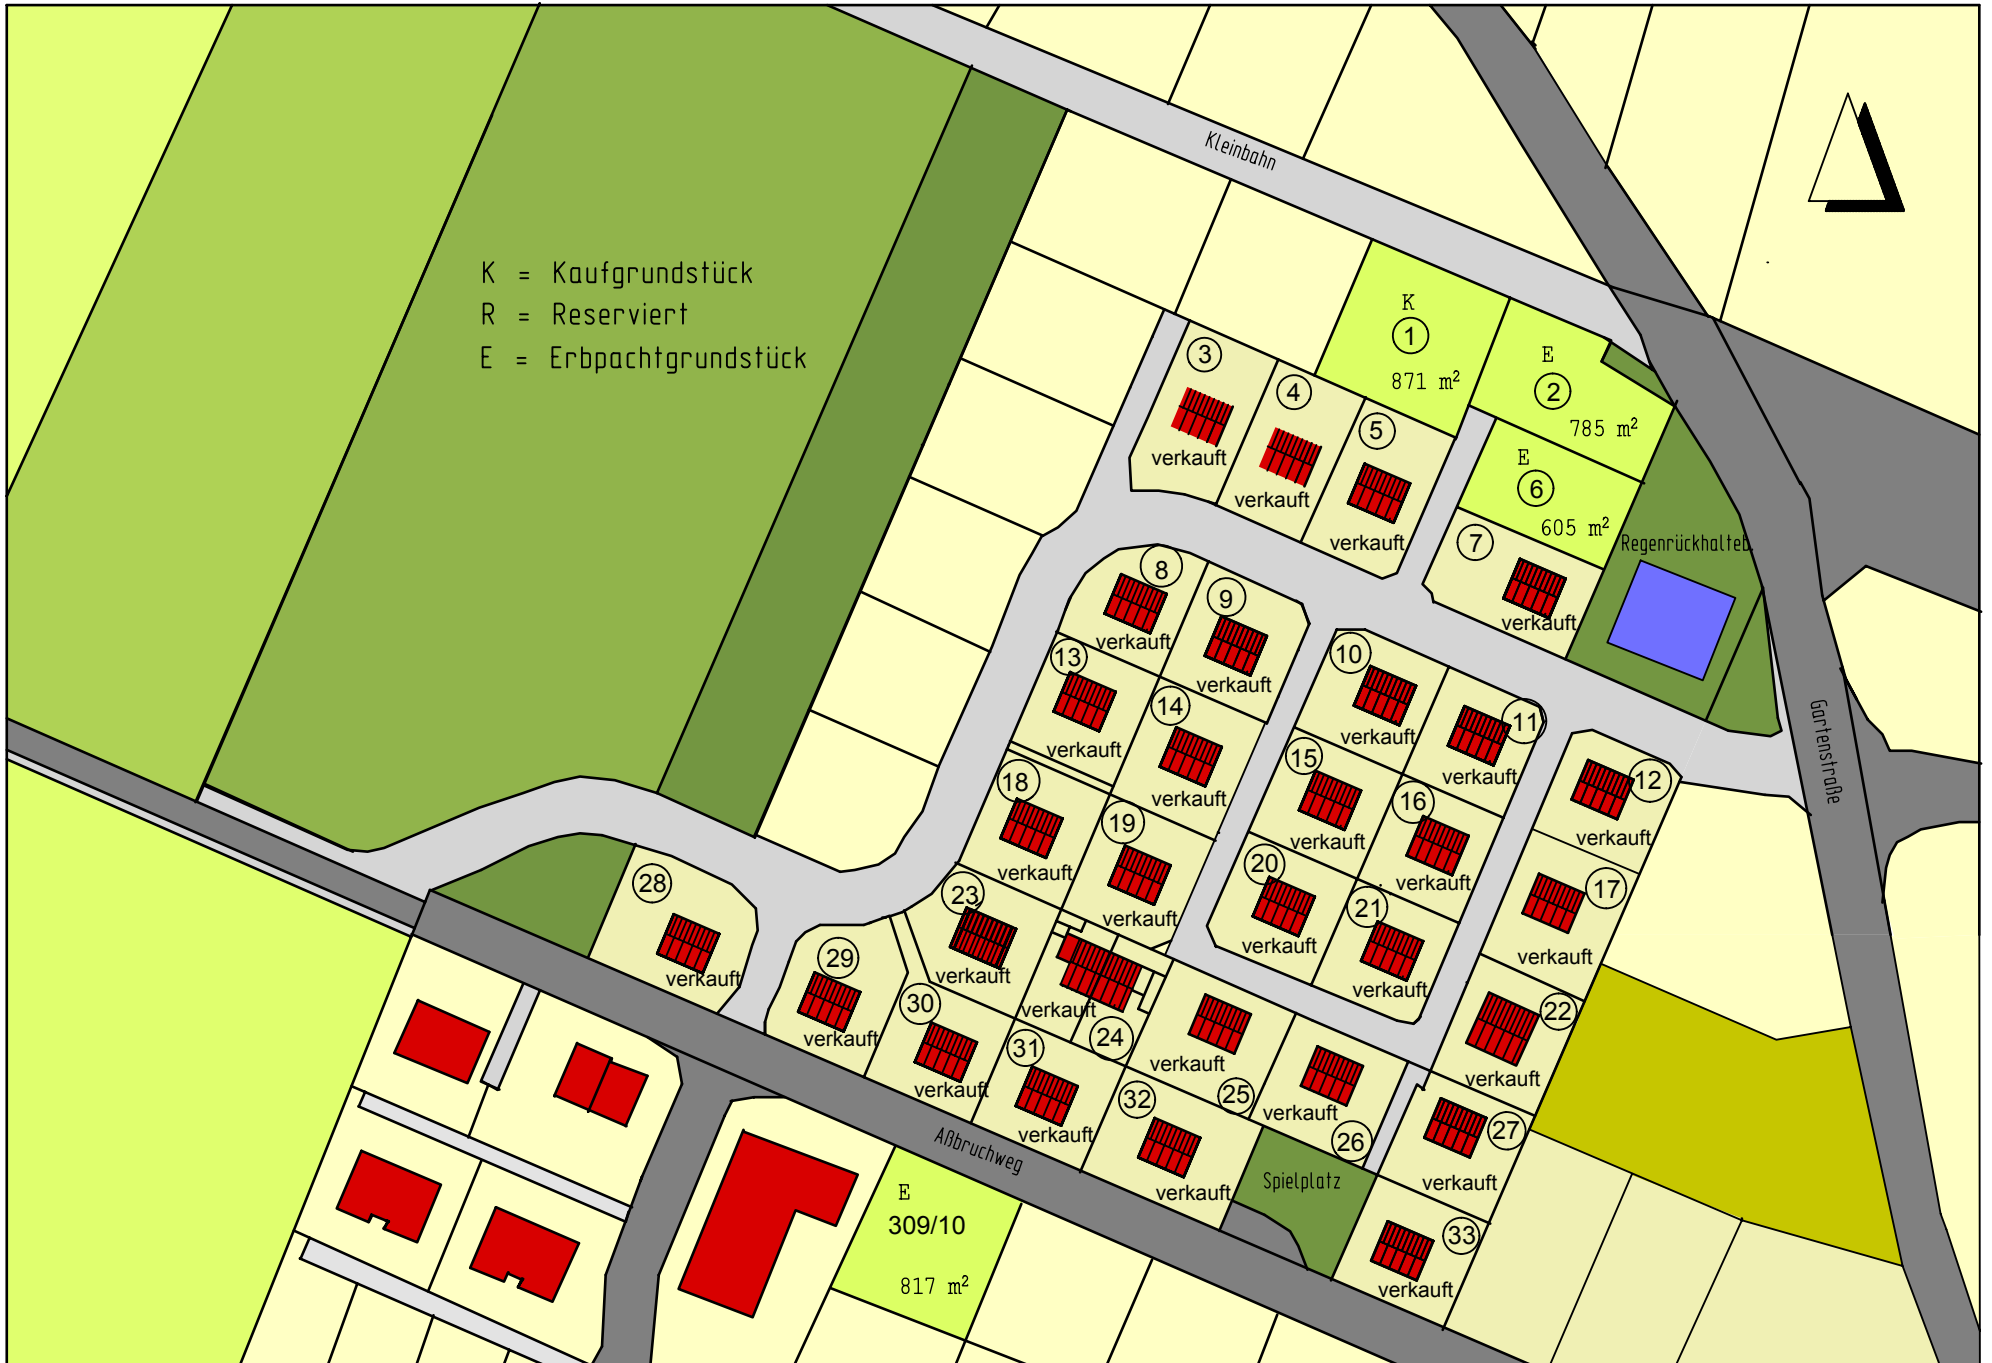 Kleinbahn
K = Kaufgrundstück
R = Reserviert
E = Erbpachtgrundstück
K
1
871 m²
E
2
785 m²
3
verkauft
4
verkauft
5
verkauft
E
6
605 m²
7
verkauft
Regenrückhalteb.
8
verkauft
9
verkauft
10
verkauft
11
verkauft
12
verkauft
Gartenstraße
13
verkauft
14
verkauft
15
verkauft
16
verkauft
17
verkauft
18
verkauft
19
verkauft
20
verkauft
21
verkauft
22
verkauft
23
verkauft
verkauft
24
verkauft
25
verkauft
26
27
verkauft
28
verkauft
29
verkauft
30
verkauft
31
verkauft
32
verkauft
33
verkauft
Spielplatz
Aßbruchweg
E
309/10
817 m²